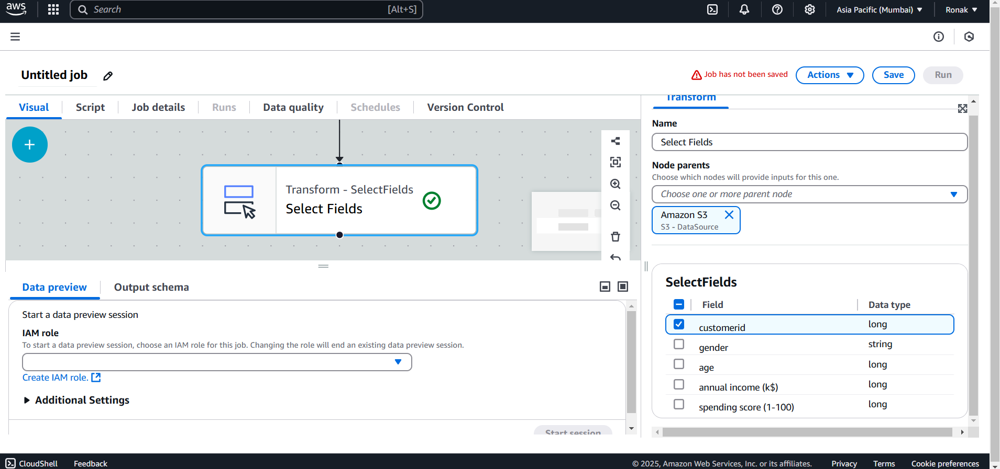 aws
Search [Alt+S]
Asia Pacific (Mumbai)
Ronak
Untitled job
Job has not been saved
Actions
Save
Run
Visual
Script
Job details
Runs
Data quality
Schedules
Version Control
Transform - SelectFields
Select Fields
Data preview
Output schema
Start a data preview session
IAM role
To start a data preview session, choose an IAM role for this job. Changing the role will end an existing data preview session.
Create IAM role.
Additional Settings
Start session
Transform
Name
Select Fields
Node parents
Choose which nodes will provide inputs for this one.
Choose one or more parent node
Amazon S3
S3 - DataSource
SelectFields
Field Data type
customerid long
gender string
age long
annual income (k$) long
spending score (1-100) long
CloudShell
Feedback
© 2025, Amazon Web Services, Inc. or its affiliates.
Privacy
Terms
Cookie preferences